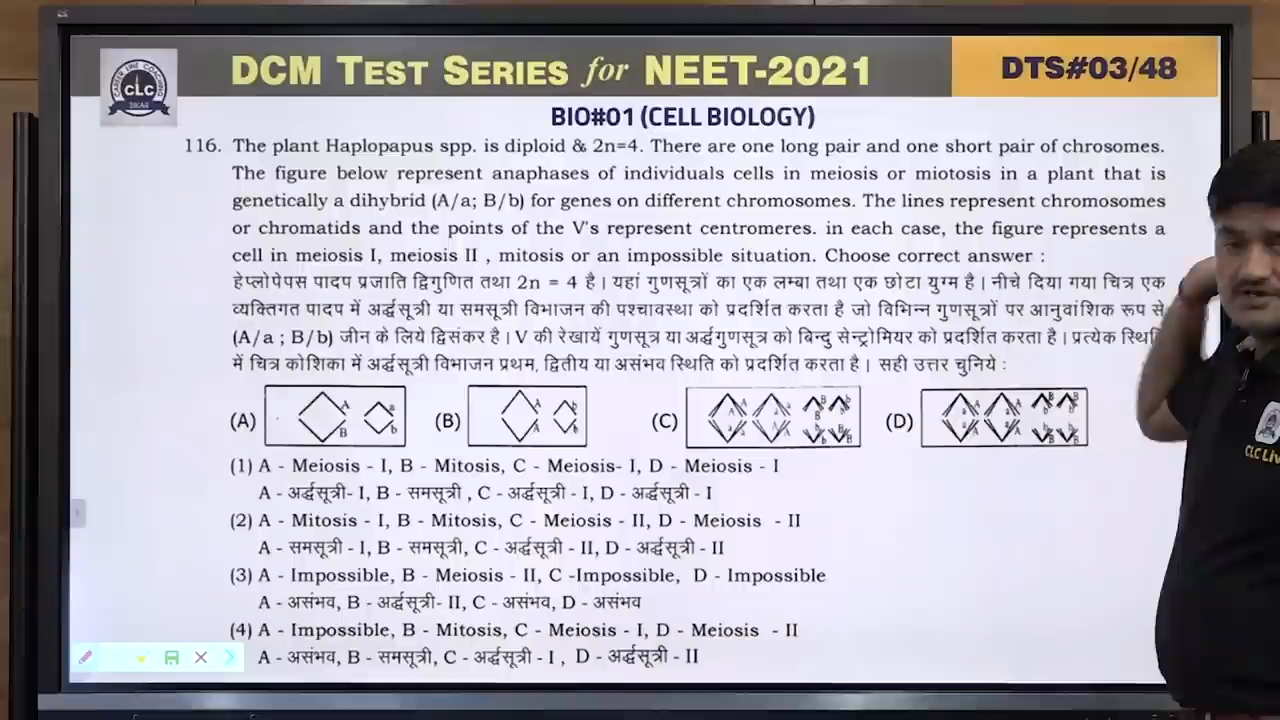 DCM TEST SERIES for NEET-2021
DTS#03/48
CAREER LINE COACHING
CLC
SIKAR
BIO#01 (CELL BIOLOGY)
116. The plant Haplopapus spp. is diploid & 2n=4. There are one long pair and one short pair of chrosomes.
The figure below represent anaphases of individuals cells in meiosis or miotosis in a plant that is
genetically a dihybrid (A/a; B/b) for genes on different chromosomes. The lines represent chromosomes
or chromatids and the points of the V's represent centromeres. in each case, the figure represents a
cell in meiosis I, meiosis II , mitosis or an impossible situation. Choose correct answer :
हेप्लोपेपस पादप प्रजाति द्विगुणित तथा 2n = 4 है। यहां गुणसूत्रों का एक लम्बा तथा एक छोटा युग्म है। नीचे दिया गया चित्र एक
व्यक्तिगत पादप में अर्द्धसूत्री या समसूत्री विभाजन की पश्चावस्था को प्रदर्शित करता है जो विभिन्न गुणसूत्रों पर आनुवांशिक रूप से
(A/a ; B/b) जीन के लिये द्विसंकर है। V की रेखायें गुणसूत्र या अर्द्धगुणसूत्र को बिन्दु सेन्ट्रोमियर को प्रदर्शित करता है। प्रत्येक स्थिति
में चित्र कोशिका में अर्द्धसूत्री विभाजन प्रथम, द्वितीय या असंभव स्थिति को प्रदर्शित करता है। सही उत्तर चुनिये :
(A) A a B b (B) A b A b (C) (D)
(1) A - Meiosis - I, B - Mitosis, C - Meiosis- I, D - Meiosis - I
A - अर्द्धसूत्री- I, B - समसूत्री , C - अर्द्धसूत्री - I, D - अर्द्धसूत्री - I
(2) A - Mitosis - I, B - Mitosis, C - Meiosis - II, D - Meiosis - II
A - समसूत्री - I, B - समसूत्री, C - अर्द्धसूत्री - II, D - अर्द्धसूत्री - II
(3) A - Impossible, B - Meiosis - II, C -Impossible, D - Impossible
A - असंभव, B - अर्द्धसूत्री- II, C - असंभव, D - असंभव
(4) A - Impossible, B - Mitosis, C - Meiosis - I, D - Meiosis - II
A - असंभव, B - समसूत्री, C - अर्द्धसूत्री - I , D - अर्द्धसूत्री - II
CLC Liv